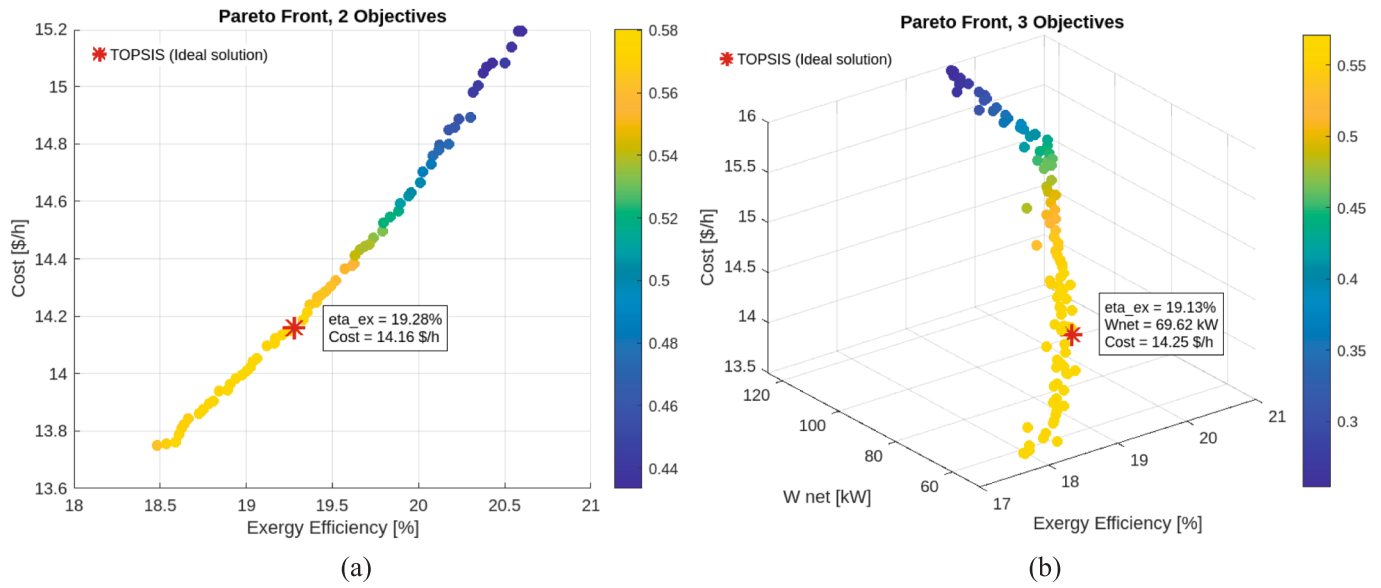 Pareto Front, 2 Objectives
TOPSIS (Ideal solution)
15.2
15
14.8
14.6
14.4
14.2
14
13.8
13.6
Cost [$/h]
eta_ex = 19.28%
Cost = 14.16 $/h
18
18.5
19
19.5
20
20.5
21
Exergy Efficiency [%]
0.58
0.56
0.54
0.52
0.5
0.48
0.46
0.44
(a)
Pareto Front, 3 Objectives
TOPSIS (Ideal solution)
16
15.5
15
14.5
14
13.5
Cost [$/h]
eta_ex = 19.13%
Wnet = 69.62 kW
Cost = 14.25 $/h
120
100
80
60
W net [kW]
17
18
19
20
21
Exergy Efficiency [%]
0.55
0.5
0.45
0.4
0.35
0.3
(b)